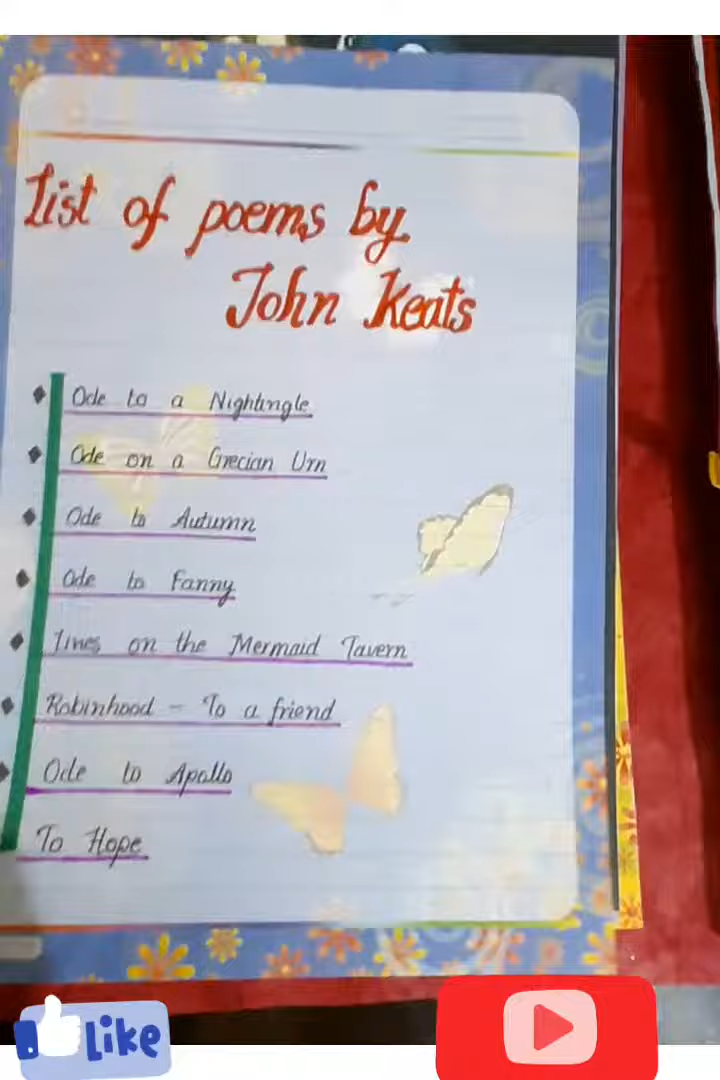 List of poems by
John Keats
Ode to a Nightingle
Ode on a Grecian Urn
Ode to Autumn
Ode to Fanny
Lines on the Mermaid Tavern
Robinhood - To a friend
Ode to Apollo
To Hope
Like